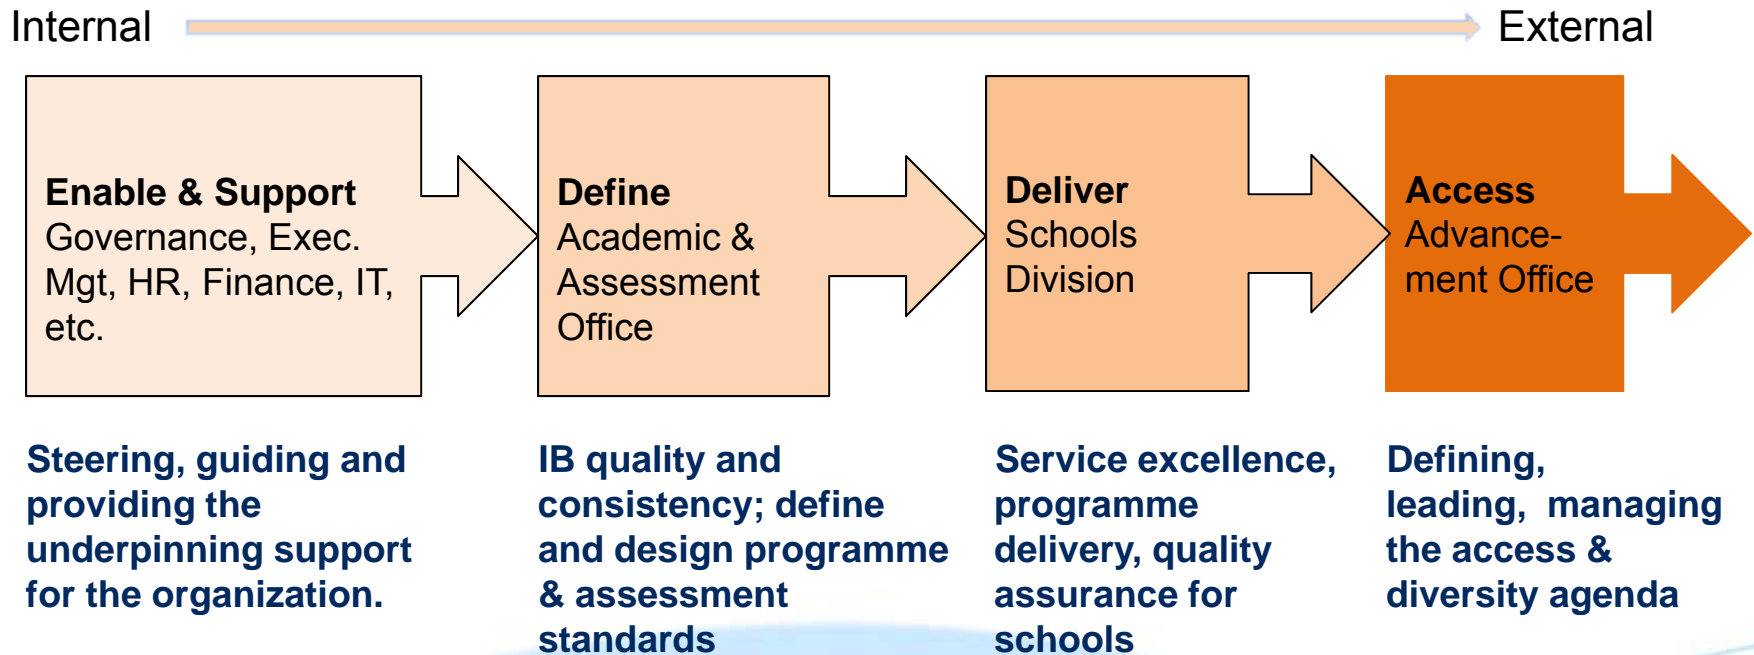 Internal
External
Enable & Support
Governance, Exec.
Mgt, HR, Finance, IT,
etc.
Define
Academic &
Assessment
Office
Deliver
Schools
Division
Access
Advance-
ment Office
Steering, guiding and
providing the
underpinning support
for the organization.
IB quality and
consistency; define
and design programme
& assessment
standards
Service excellence,
programme
delivery, quality
assurance for
schools
Defining,
leading, managing
the access &
diversity agenda